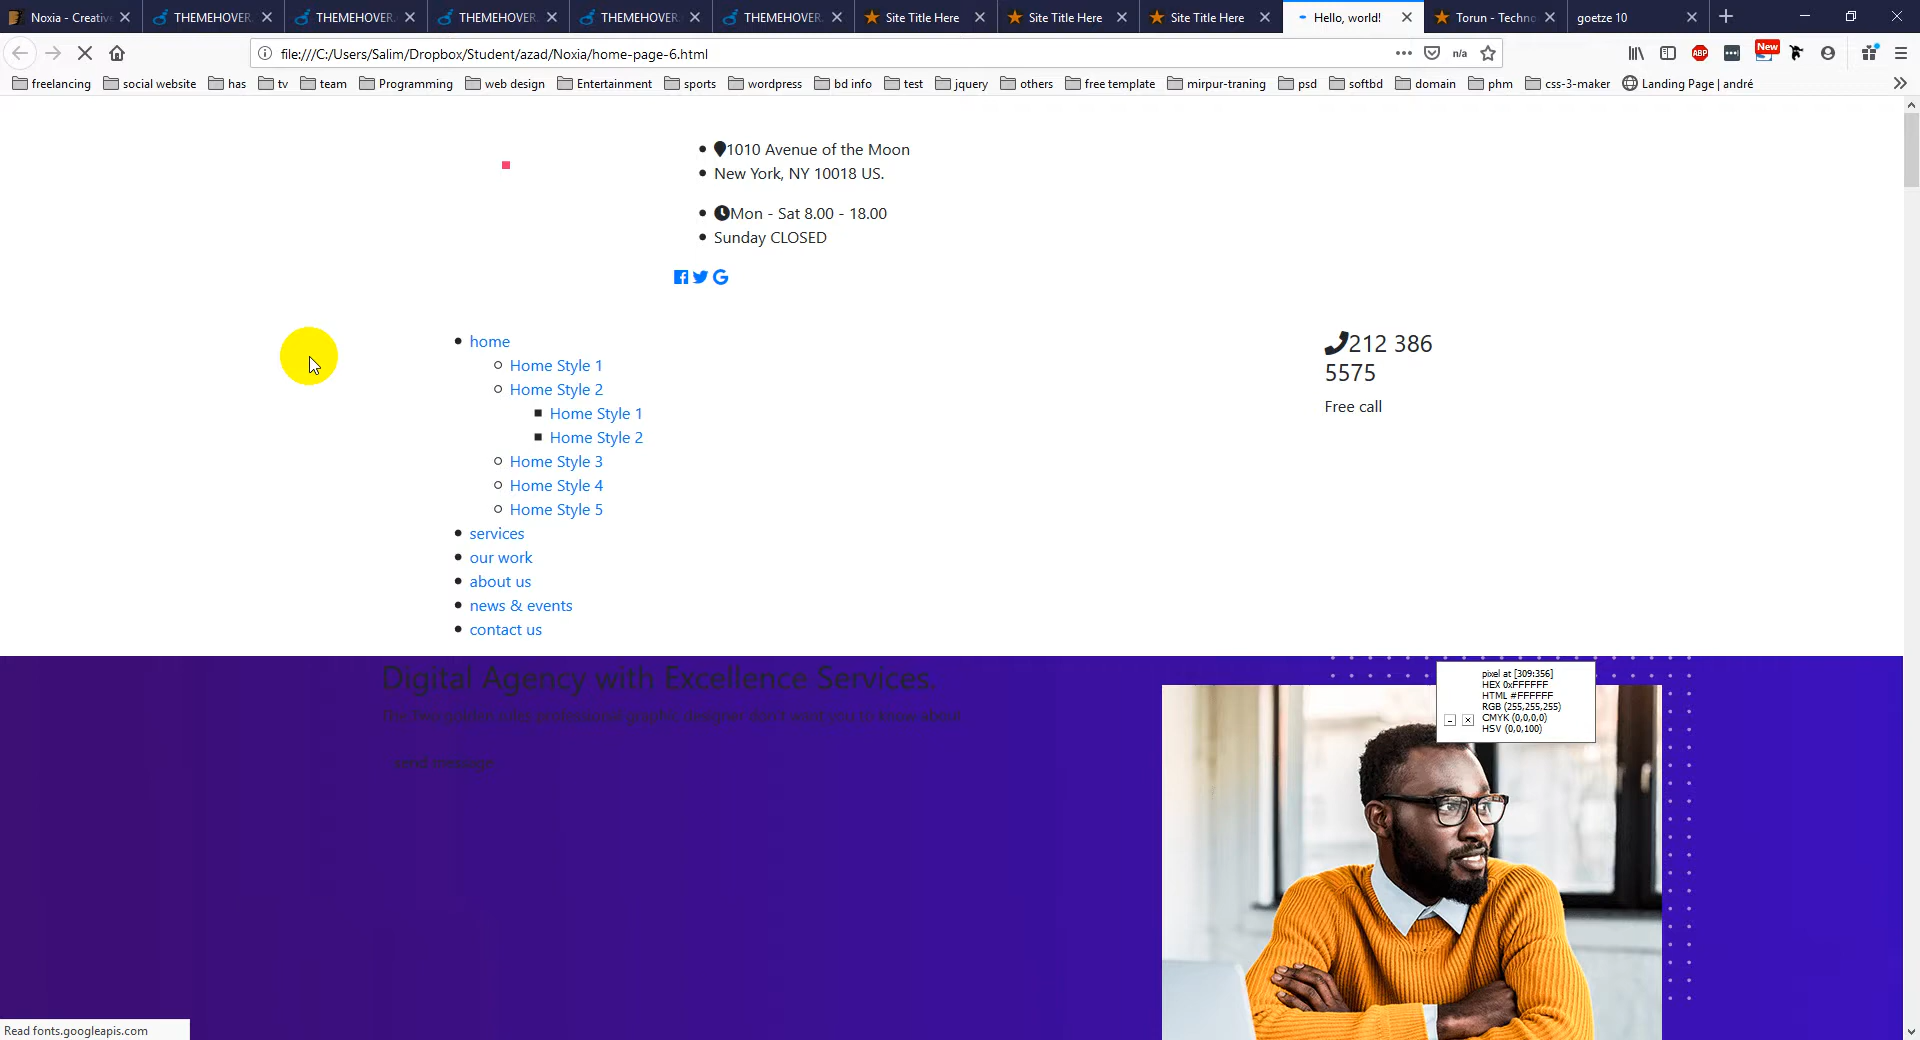 Noxia - Creativ
THEMEHOVER.
THEMEHOVER.
THEMEHOVER.
THEMEHOVER.
THEMEHOVER.
Site Title Here
Site Title Here
Site Title Here
Hello, world!
Torun - Techno
goetze 10
file:///C:/Users/Salim/Dropbox/Student/azad/Noxia/home-page-6.html
n/a
ABP
New
freelancing
social website
has
tv
team
Programming
web design
Entertainment
sports
wordpress
bd info
test
jquery
others
free template
mirpur-traning
psd
softbd
domain
phm
css-3-maker
Landing Page | andré
1010 Avenue of the Moon
New York, NY 10018 US.
Mon - Sat 8.00 - 18.00
Sunday CLOSED
home
Home Style 1
Home Style 2
Home Style 1
Home Style 2
Home Style 3
Home Style 4
Home Style 5
services
our work
about us
news & events
contact us
212 386
5575
Free call
Digital Agency with Excellence Services.
The two golden rules professional graphic designer don't want you to know about.
send message
pixel at [309:356]
HEX 0xFFFFFF
HTML #FFFFFF
RGB (255,255,255)
CMYK (0,0,0,0)
HSV (0,0,100)
Read fonts.googleapis.com